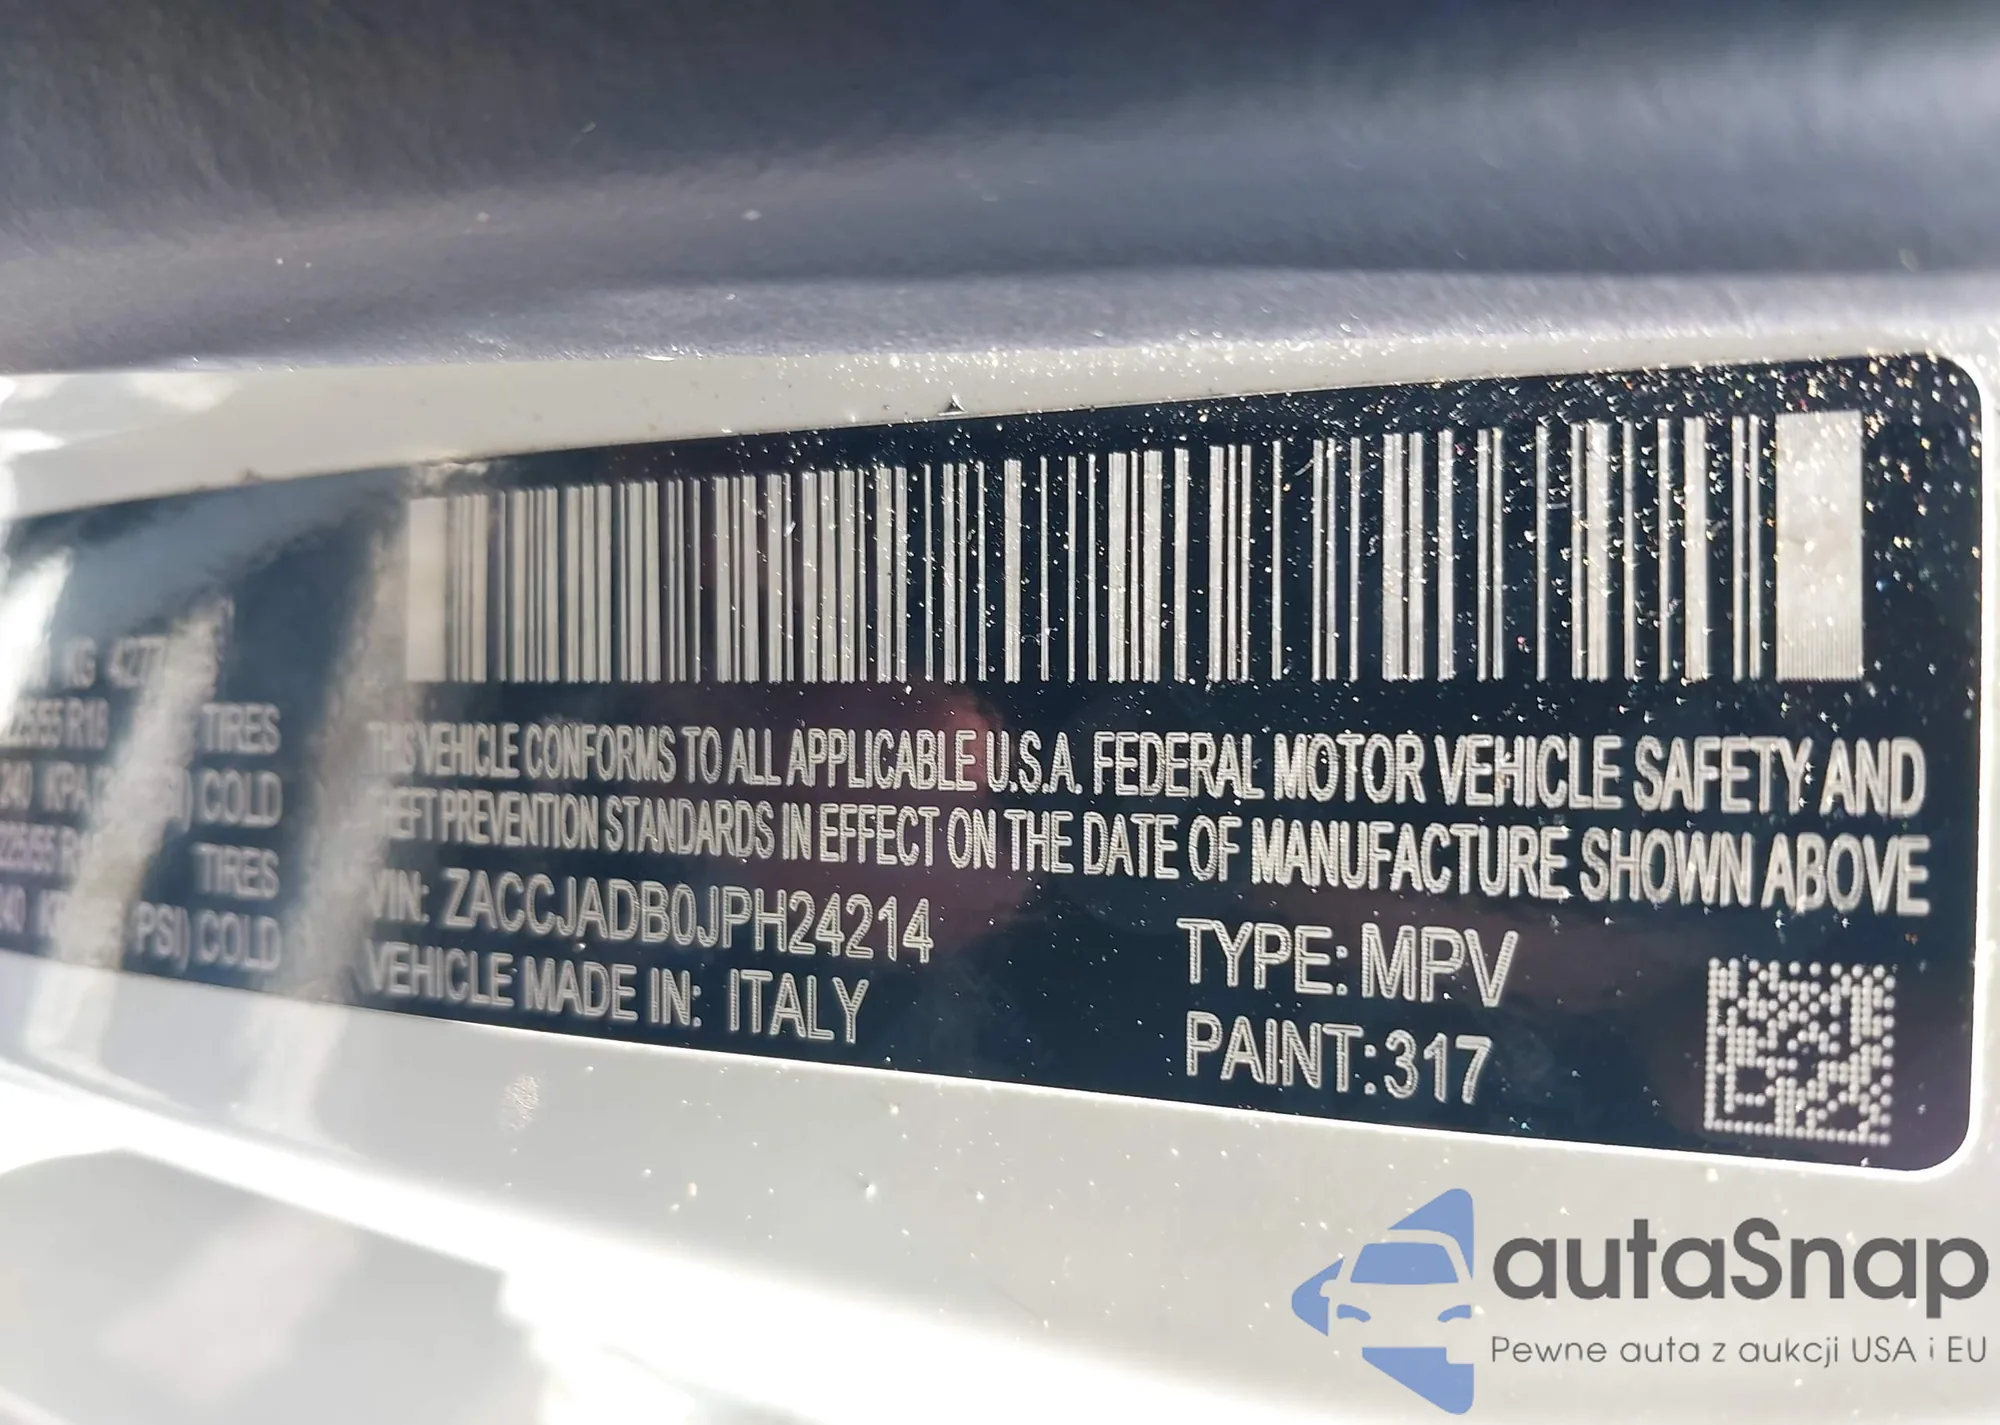 KG
TIRES
COLD
TIRES
PSI) COLD
THIS VEHICLE CONFORMS TO ALL APPLICABLE U.S.A. FEDERAL MOTOR VEHICLE SAFETY AND
THEFT PREVENTION STANDARDS IN EFFECT ON THE DATE OF MANUFACTURE SHOWN ABOVE
VIN: ZACCJADB0JPH24214
TYPE: MPV
VEHICLE MADE IN: ITALY
PAINT: 317
autaSnap
Pewne auta z aukcji USA i EU